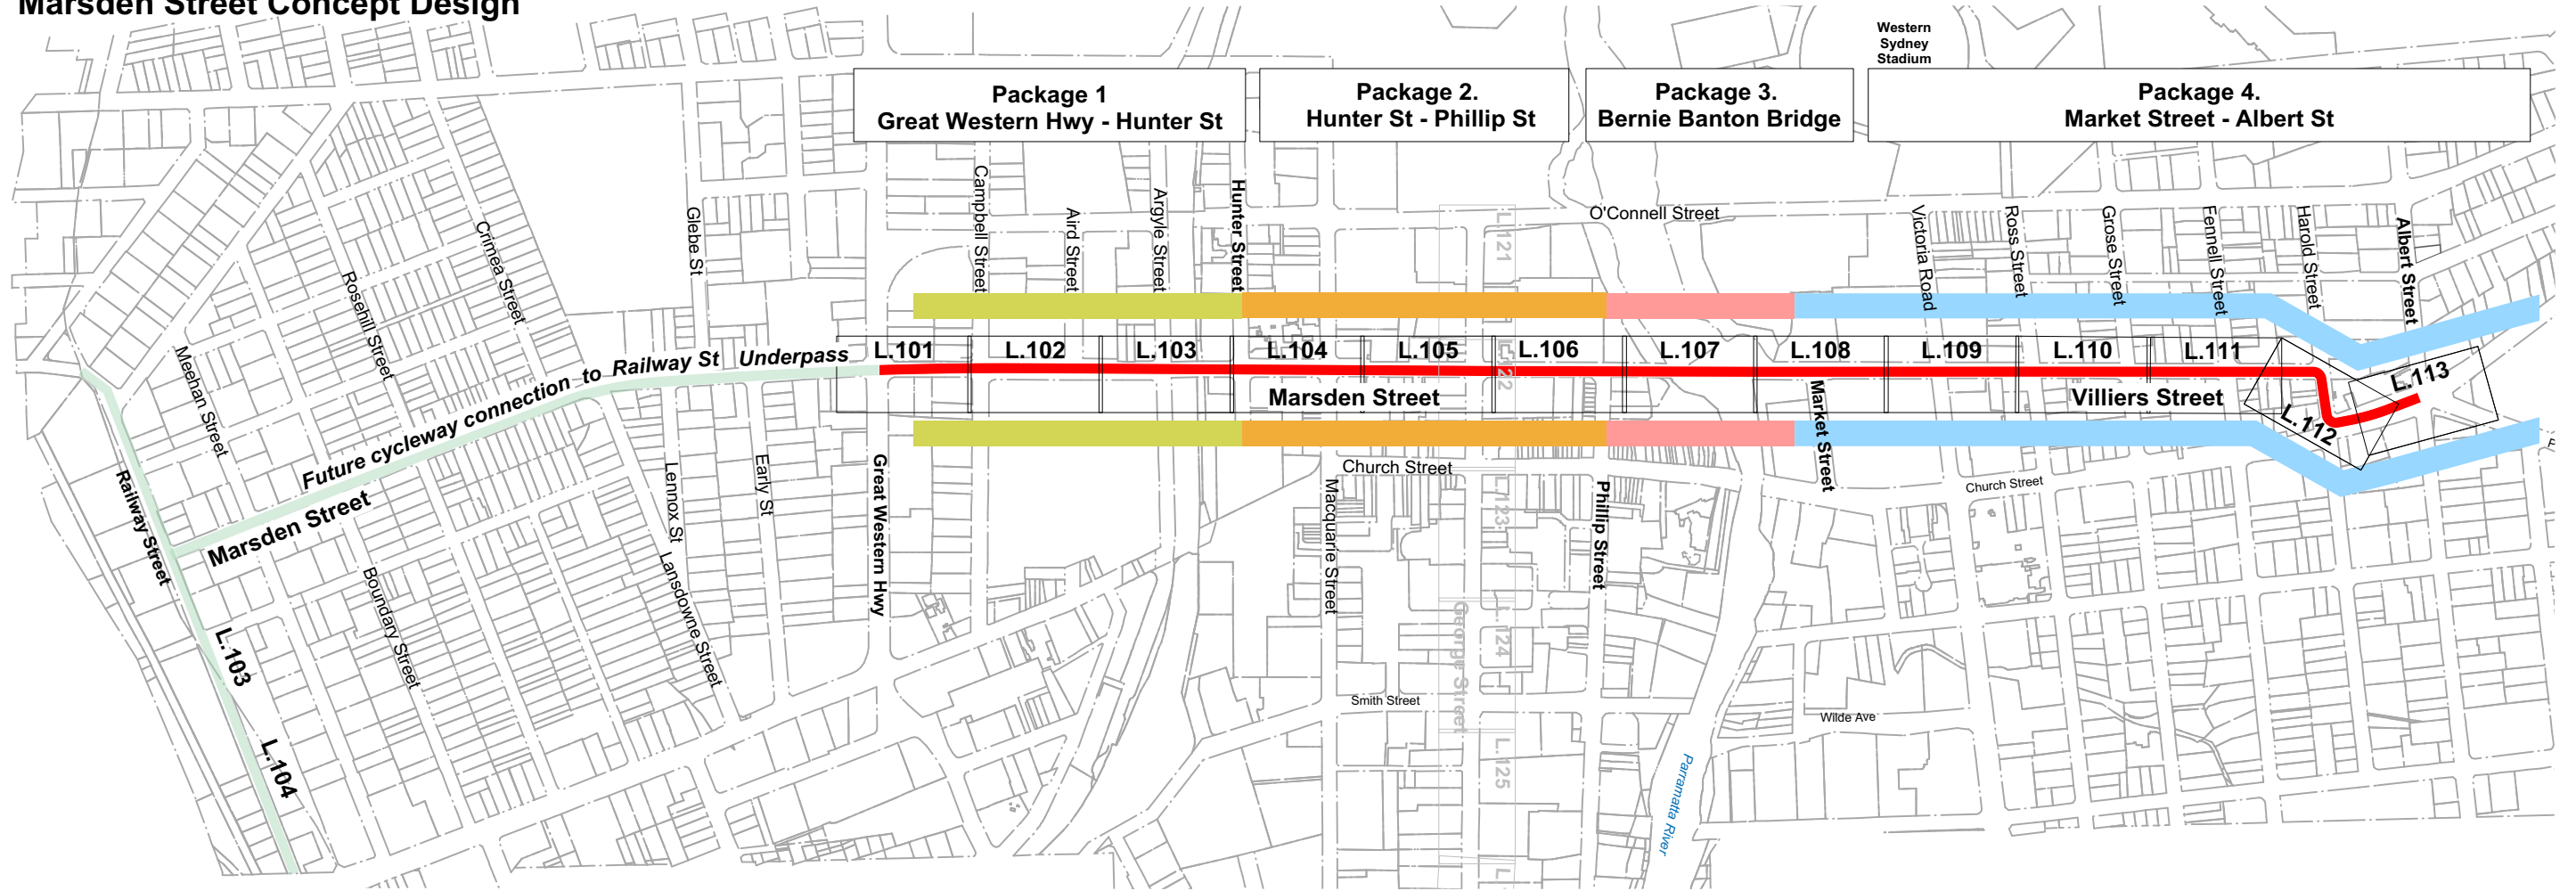 Marsden Street Concept Design
Western
Sydney
Stadium
Package 1
Great Western Hwy - Hunter St
Package 2.
Hunter St - Phillip St
Package 3.
Bernie Banton Bridge
Package 4.
Market Street - Albert St
Crimea Street
Rosehill Street
Meehan Street
Glebe St
Campbell Street
Aird Street
Argyle Street
Hunter Street
L.121
O'Connell Street
Victoria Road
Ross Street
Grose Street
Fennell Street
Harold Street
Albert Street
Future cycleway connection to Railway St Underpass
L.101
L.102
L.103
L.104
L.105
L.122
L.106
L.107
L.108
L.109
L.110
L.111
L.112
L.113
Marsden Street
Market Street
Villiers Street
Railway Street
Marsden Street
Lennox St
Early St
Great Western Hwy
Church Street
Macquarie Street
L.123
Phillip Street
Church Street
Boundary Street
Lansdowne Street
L.103
L.104
George Street
L.124
Smith Street
L.125
Wilde Ave
Parramatta River